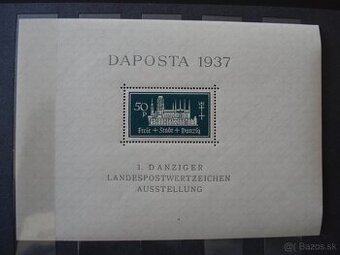 DAPOSTA 1937
50
P
Freie + Stadt + Danzig
1. DANZIGER
LANDESPOSTWERTZEICHEN
AUSSTELLUNG
© Bazos.sk